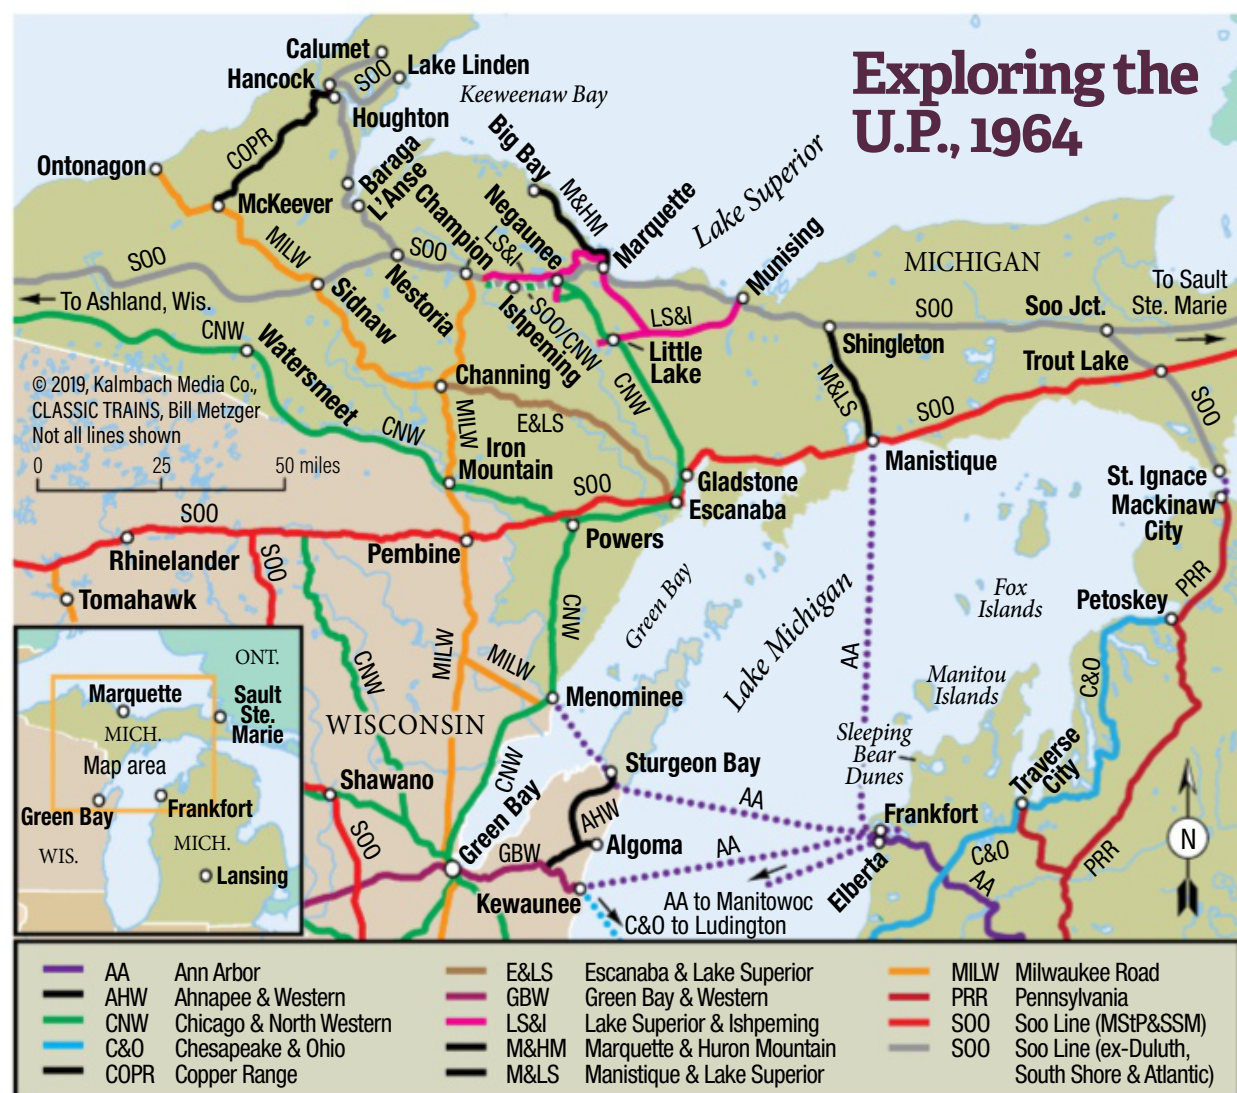 Exploring the
U.P., 1964
Calumet
Hancock
SOO
Lake Linden
Keeweenaw Bay
Houghton
COPR
Ontonagon
McKeever
Baraga
L'Anse
Big Bay
M&HM
Marquette
Lake Superior
Champion
Negaunee
LS&I
SOO
MILW
SOO
Munising
MICHIGAN
To Sault
Ste. Marie
To Ashland, Wis.
Sidnaw
Nestoria
Ishpeming
SOO/CNW
LS&I
SOO
Soo Jct.
CNW
Watersmeet
Little
Lake
Shingleton
Trout Lake
Channing
© 2019, Kalmbach Media Co.,
CLASSIC TRAINS, Bill Metzger
Not all lines shown
0 25 50 miles
CNW
MILW
E&LS
CNW
M&LS
SOO
SOO
Iron
Mountain
Manistique
Gladstone
Escanaba
SOO
St. Ignace
Mackinaw
City
SOO
Rhinelander
SOO
Pembine
Powers
Tomahawk
CNW
Green Bay
Lake Michigan
Fox
Islands
PRR
Petoskey
ONT.
Marquette
Sault
Ste.
Marie
MICH.
Map area
Green Bay
Frankfort
WIS.
MICH.
Lansing
CNW
MILW
MILW
Menominee
AA
C&O
Manitou
Islands
WISCONSIN
Sleeping
Bear
Dunes
Traverse
City
Shawano
CNW
Sturgeon Bay
AA
Frankfort
SOO
Green Bay
GBW
AHW
Algoma
AA
Elberta
C&O
AA
PRR
N
Kewaunee
AA to Manitowoc
C&O to Ludington
AA Ann Arbor
AHW Ahnapee & Western
CNW Chicago & North Western
C&O Chesapeake & Ohio
COPR Copper Range
E&LS Escanaba & Lake Superior
GBW Green Bay & Western
LS&I Lake Superior & Ishpeming
M&HM Marquette & Huron Mountain
M&LS Manistique & Lake Superior
MILW Milwaukee Road
PRR Pennsylvania
SOO Soo Line (MStP&SSM)
SOO Soo Line (ex-Duluth,
South Shore & Atlantic)